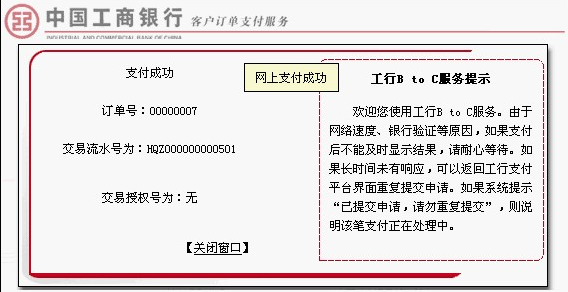 中国工商银行 客户订单支付服务
INDUSTRIAL AND COMMERCIAL BANK OF CHINA
支付成功
订单号：00000007
交易流水号为：HQZ000000000501
交易授权号为：无
【关闭窗口】
网上支付成功
工行B to C服务提示
欢迎您使用工行B to C服务。由于
网络速度、银行验证等原因，如果支付
后不能及时显示结果，请耐心等待。如
果长时间未有响应，可以返回工行支付
平台界面重复提交申请。如果系统提示
“已提交申请，请勿重复提交”，则说
明该笔支付正在处理中。